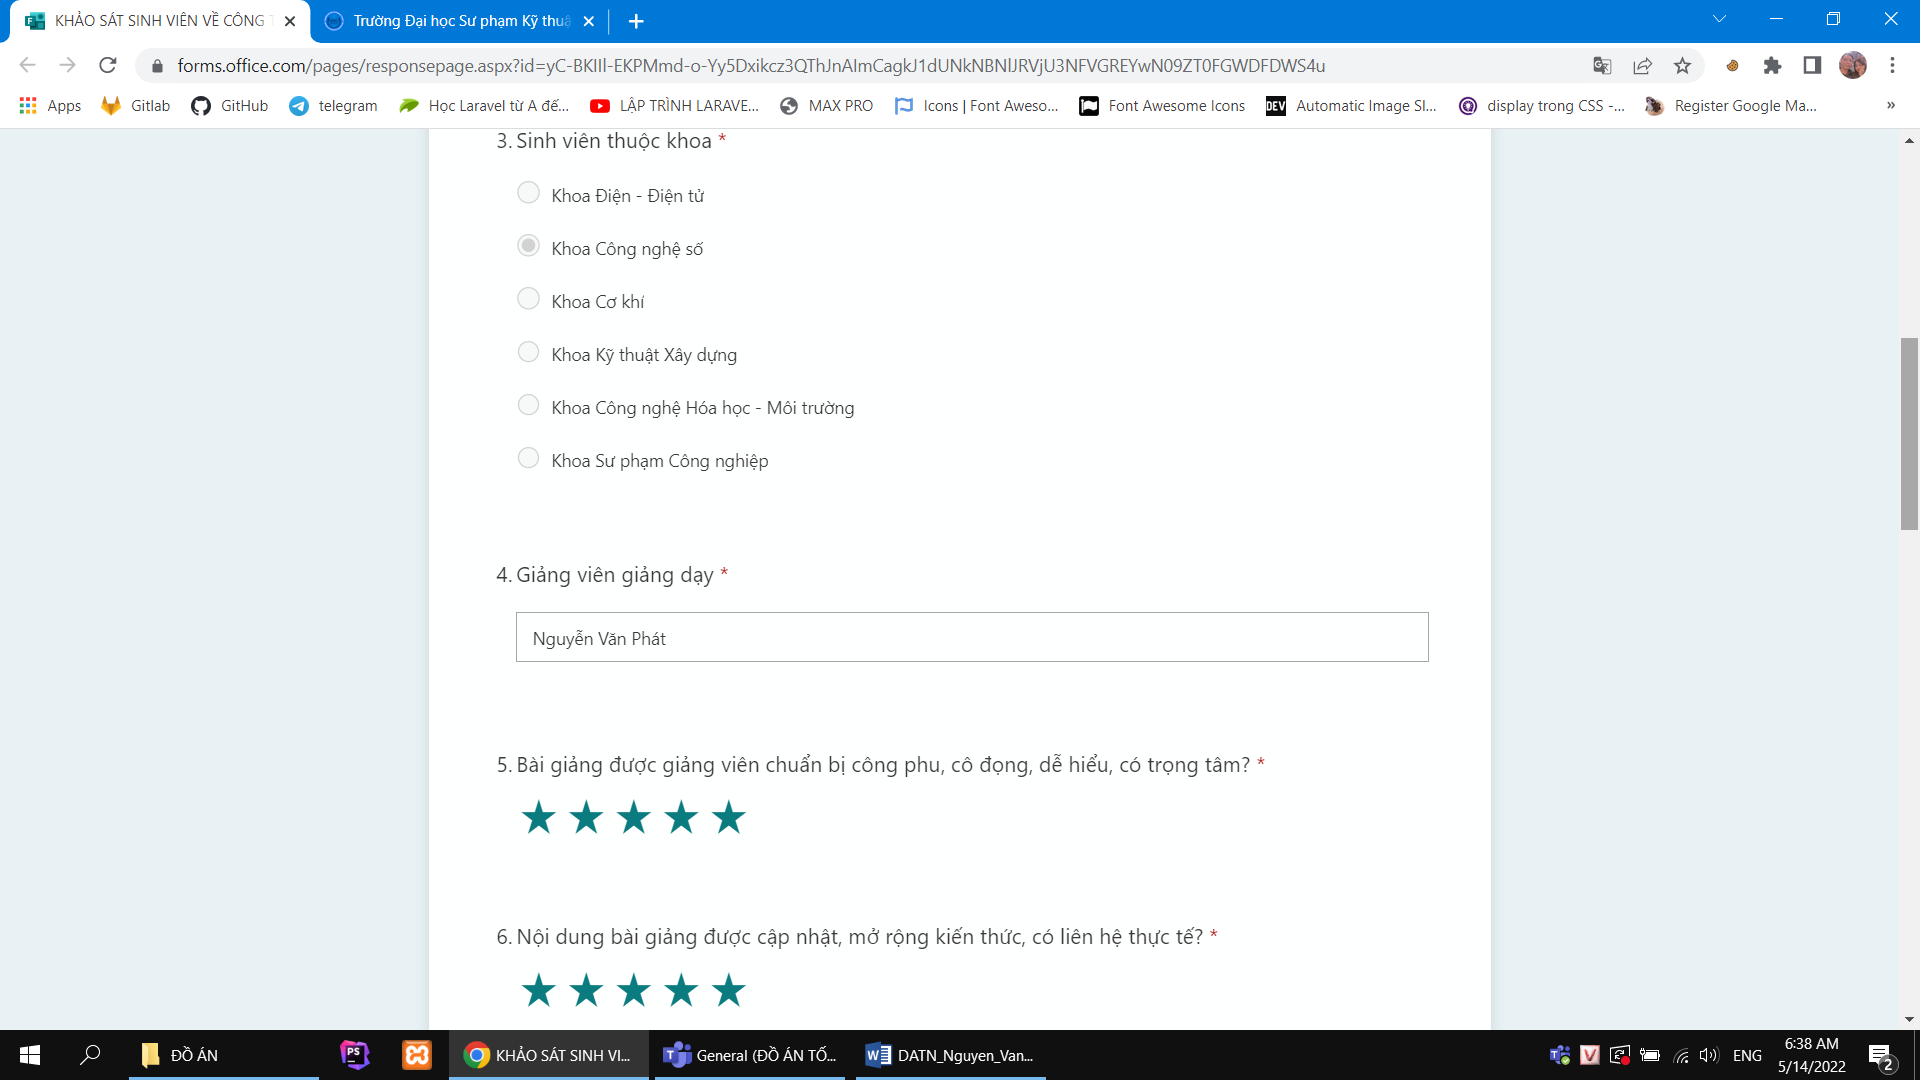 KHẢO SÁT SINH VIÊN VỀ CÔNG T
Trường Đại học Sư phạm Kỹ thuậ
forms.office.com/pages/responsepage.aspx?id=yC-BKIIl-EKPMmd-o-Yy5Dxikcz3QThJnAImCagkJ1dUNkNBNlJRVjU3NFVGREYwN09ZT0FGWDFDWS4u
Apps Gitlab GitHub telegram Học Laravel từ A đế... LẬP TRÌNH LARAVE... MAX PRO Icons | Font Aweso... Font Awesome Icons DEV Automatic Image Sl... display trong CSS -... Register Google Ma... »
3. Sinh viên thuộc khoa *
Khoa Điện - Điện tử
Khoa Công nghệ số
Khoa Cơ khí
Khoa Kỹ thuật Xây dựng
Khoa Công nghệ Hóa học - Môi trường
Khoa Sư phạm Công nghiệp
4. Giảng viên giảng dạy *
Nguyễn Văn Phát
5. Bài giảng được giảng viên chuẩn bị công phu, cô đọng, dễ hiểu, có trọng tâm? *
6. Nội dung bài giảng được cập nhật, mở rộng kiến thức, có liên hệ thực tế? *
ĐỒ ÁN
PS
KHẢO SÁT SINH VI...
General (ĐỒ ÁN TỐ...
DATN_Nguyen_Van...
ENG
6:38 AM
5/14/2022
2